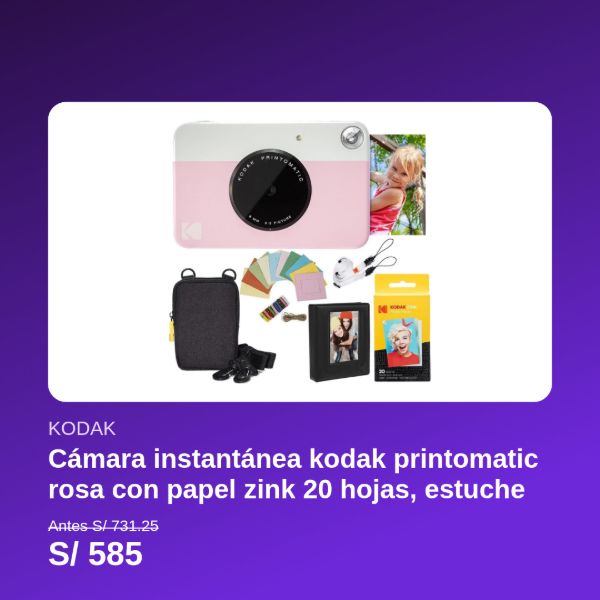 KODAK PRINTOMATIC
KODAK
Cámara instantánea kodak printomatic
rosa con papel zink 20 hojas, estuche
Antes S/ 731.25
S/ 585